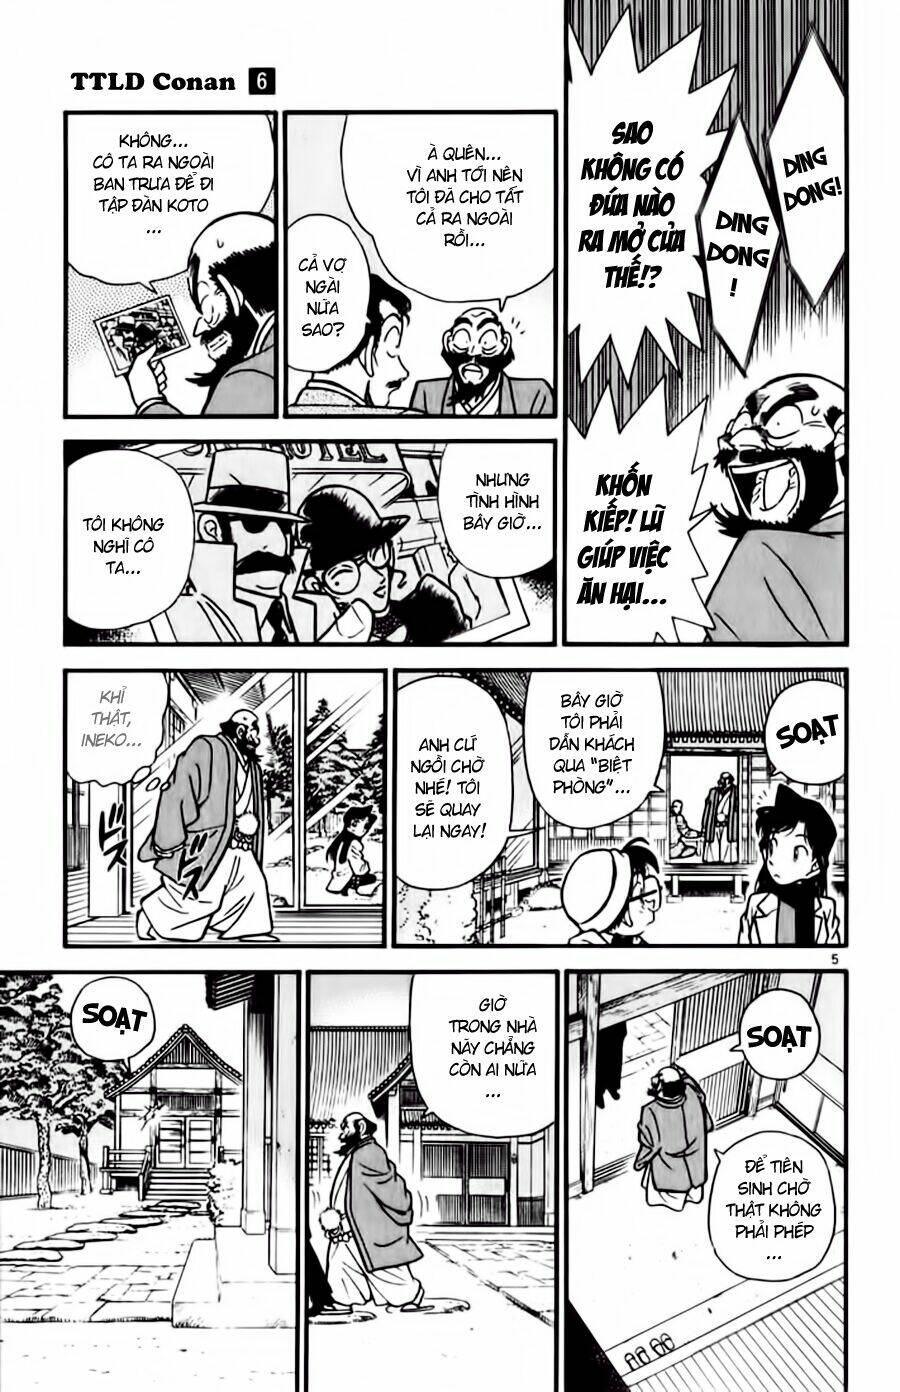 TTLD Conan 6
DING
DONG!
DING
DONG
!
SAO
KHÔNG CÓ
ĐỨA NÀO
RA MỞ CỬA
THẾ!?
KHỐN
KIẾP! LŨ
GIÚP VIỆC
ĂN HẠI...
À QUÊN...
VÌ ANH TỚI NÊN
TÔI ĐÃ CHO TẤT
CẢ RA NGOÀI
RỒI...
CẢ VỢ
NGÀI
NỮA
SAO?
KHÔNG...
CÔ TA RA NGOÀI
BAN TRƯA ĐỂ ĐI
TẬP ĐÀN KOTO
...
HOTEL
NHƯNG
TÌNH HÌNH
BÂY GIỜ...
TÔI KHÔNG
NGHĨ CÔ
TA...
SOẠT
BÂY GIỜ
TÔI PHẢI
DẪN KHÁCH
QUA "BIỆT
PHÒNG"...
ANH CỨ
NGỒI CHỜ
NHÉ! TÔI
SẼ QUAY
LẠI NGAY!
KHỈ
THẬT,
INEKO...
5
SOẠT
ĐỂ TIÊN
SINH CHỜ
THẬT KHÔNG
PHẢI PHÉP
...
GIỜ
TRONG NHÀ
NÀY CHẲNG
CÒN AI NỮA
...
SOẠT